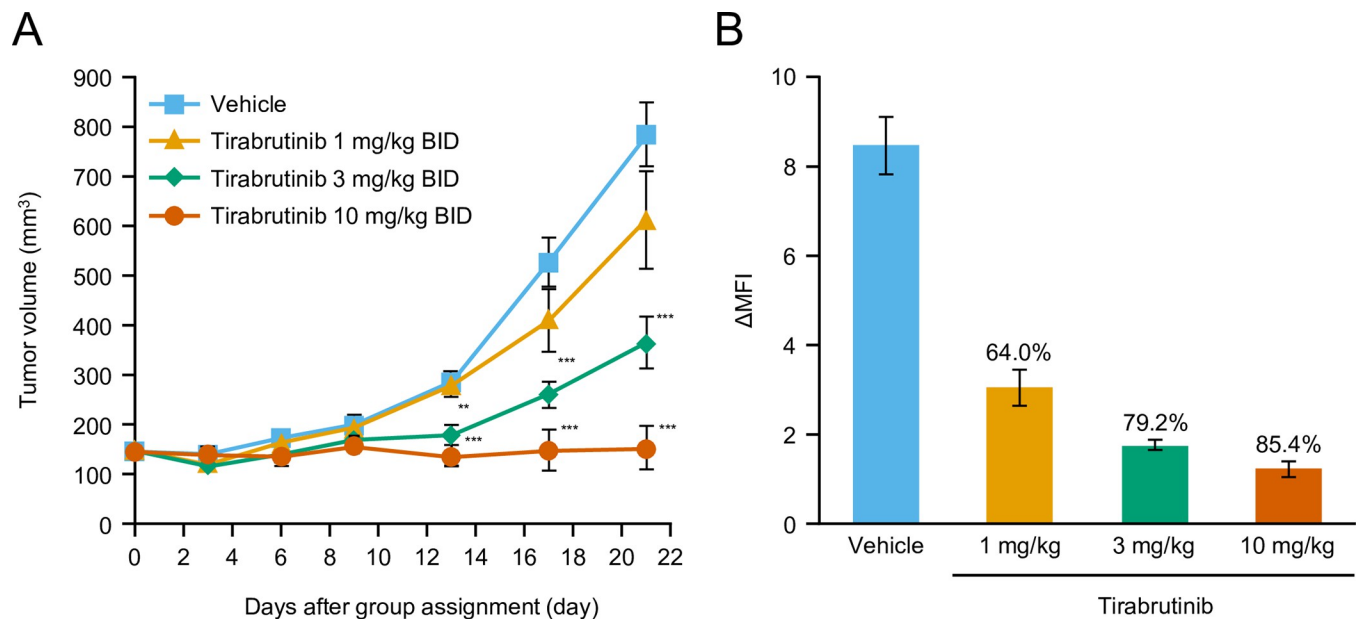 A
900
800
700
600
500
400
300
200
100
0
Tumor volume (mm³)
Vehicle
Tirabrutinib 1 mg/kg BID
Tirabrutinib 3 mg/kg BID
Tirabrutinib 10 mg/kg BID
***
***
**
***
***
***
0 2 4 6 8 10 12 14 16 18 20 22
Days after group assignment (day)
B
10
8
6
4
2
0
ΔMFI
64.0%
79.2%
85.4%
Vehicle 1 mg/kg 3 mg/kg 10 mg/kg
Tirabrutinib